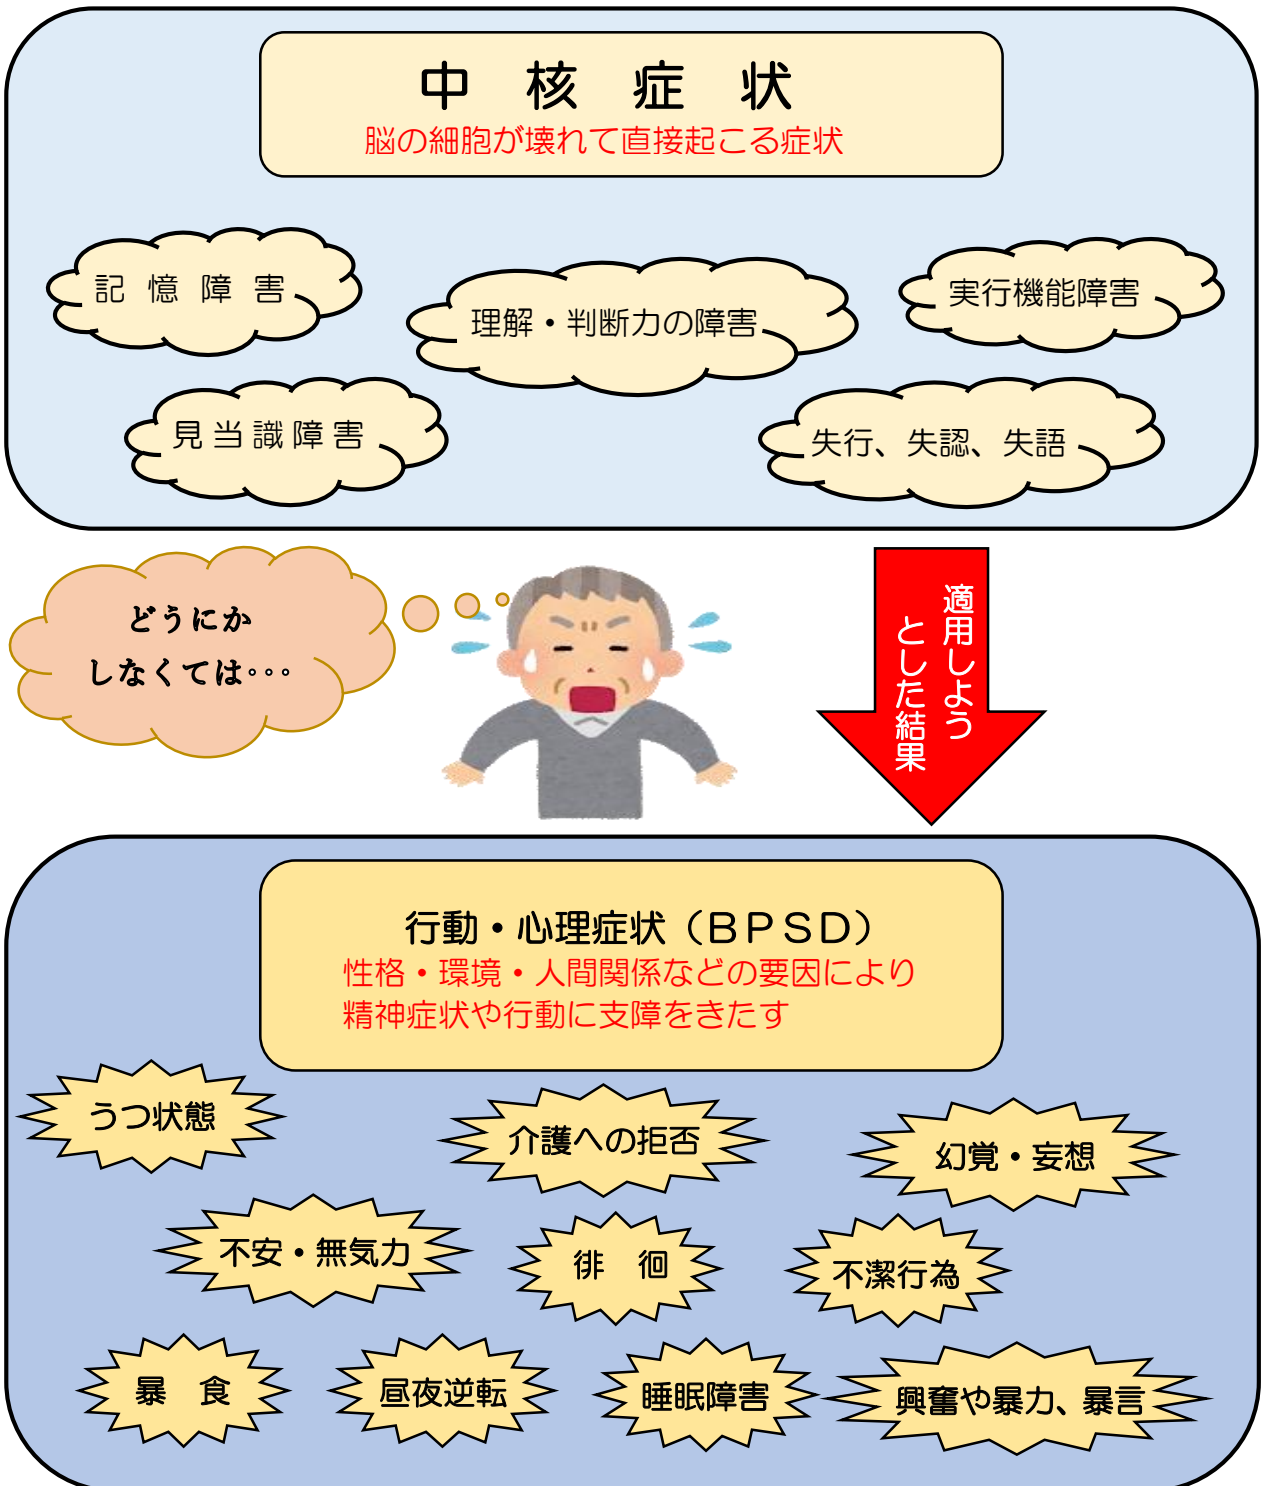 中　核　症　状
脳の細胞が壊れて直接起こる症状
記 憶 障 害
理解・判断力の障害
実行機能障害
見当識障害
失行、失認、失語
どうにか
しなくては･･･
適用しよう
とした結果
行動・心理症状（ＢＰＳＤ）
性格・環境・人間関係などの要因により
精神症状や行動に支障をきたす
うつ状態
介護への拒否
幻覚・妄想
不安・無気力
徘　徊
不潔行為
暴　食
昼夜逆転
睡眠障害
興奮や暴力、暴言